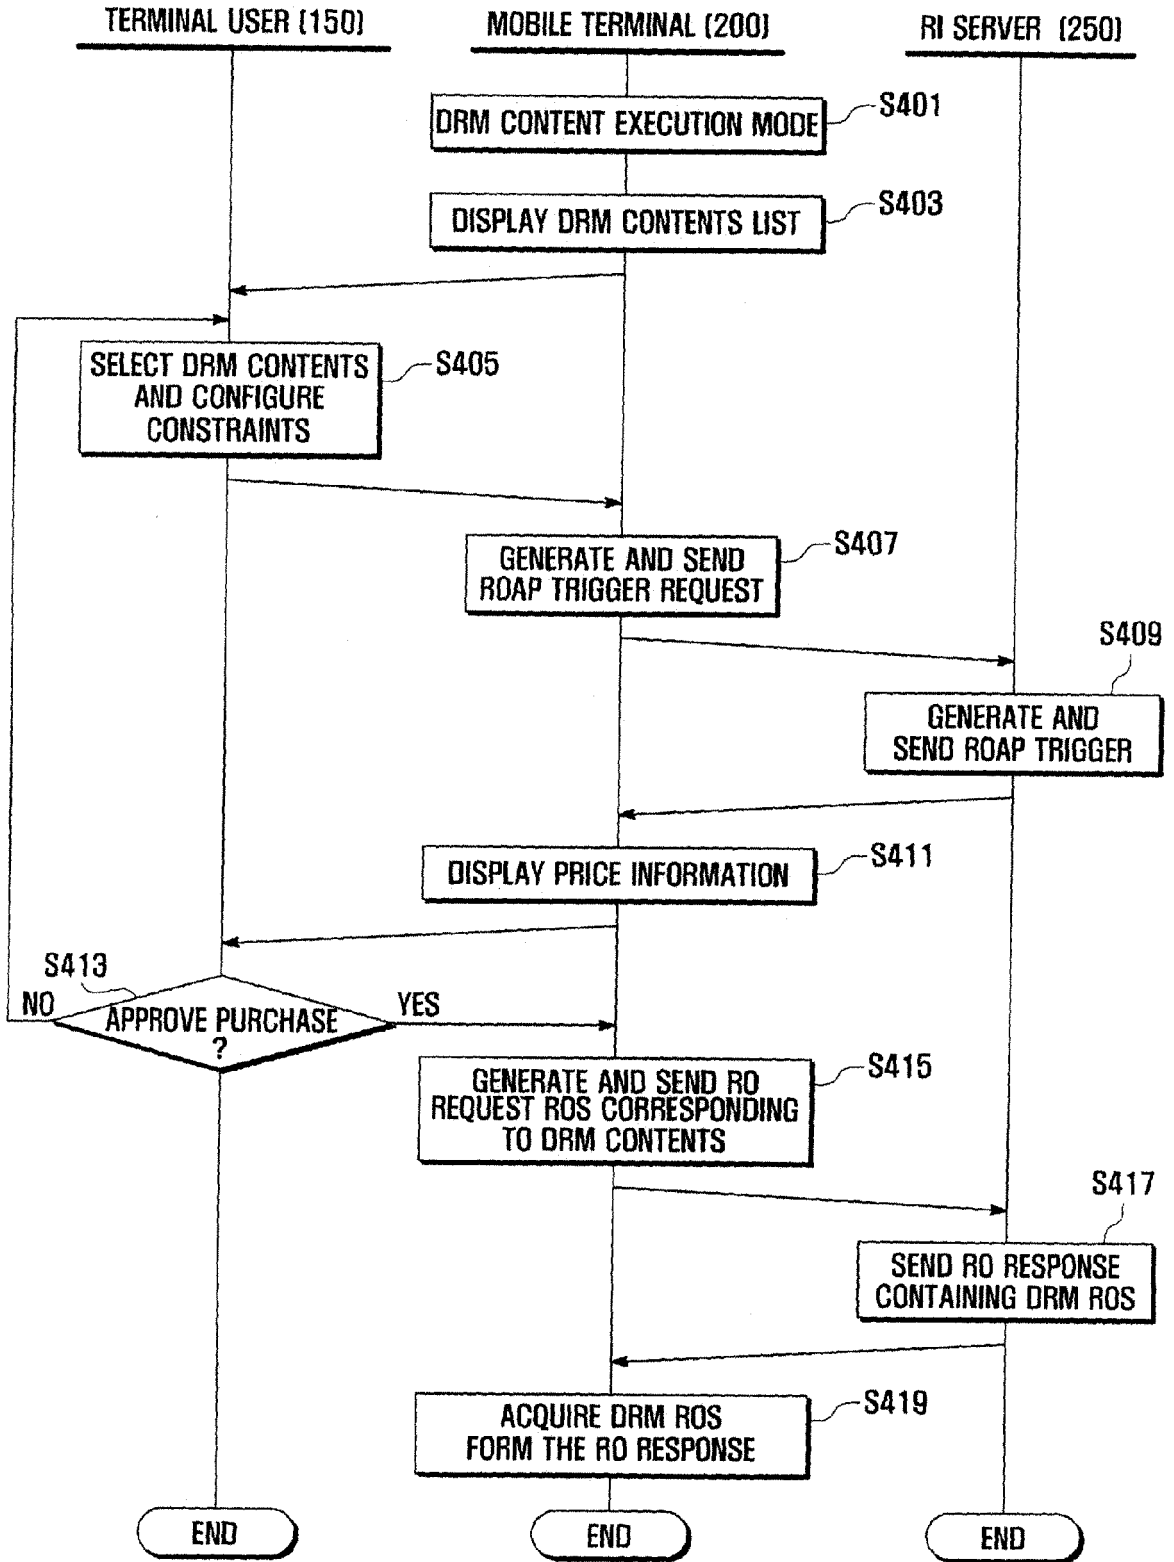 TERMINAL USER (150)
MOBILE TERMINAL (200)
RI SERVER (250)
DRM CONTENT EXECUTION MODE
S401
DISPLAY DRM CONTENTS LIST
S403
SELECT DRM CONTENTS
AND CONFIGURE
CONSTRAINTS
S405
GENERATE AND SEND
ROAP TRIGGER REQUEST
S407
S409
GENERATE AND
SEND ROAP TRIGGER
DISPLAY PRICE INFORMATION
S411
S413
NO
APPROVE PURCHASE
?
YES
GENERATE AND SEND RO
REQUEST ROS CORRESPONDING
TO DRM CONTENTS
S415
S417
SEND RO RESPONSE
CONTAINING DRM ROS
ACQUIRE DRM ROS
FORM THE RO RESPONSE
S419
END
END
END